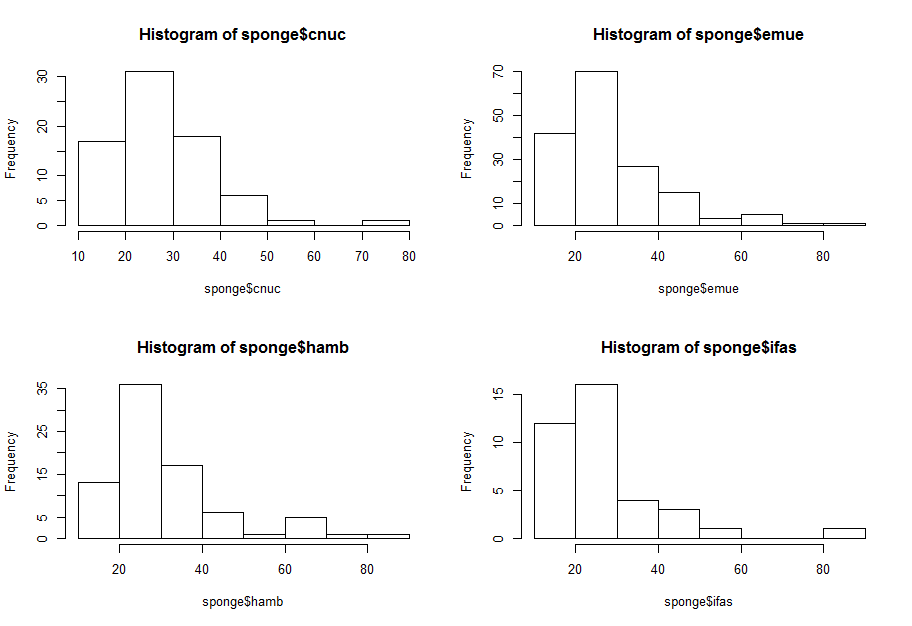 Histogram of sponge$cnuc
Frequency
0 5 10 20 30
10 20 30 40 50 60 70 80
sponge$cnuc
Histogram of sponge$emue
Frequency
0 10 30 50 70
20 40 60 80
sponge$emue
Histogram of sponge$hamb
Frequency
0 5 15 25 35
20 40 60 80
sponge$hamb
Histogram of sponge$ifas
Frequency
0 5 10 15
20 40 60 80
sponge$ifas